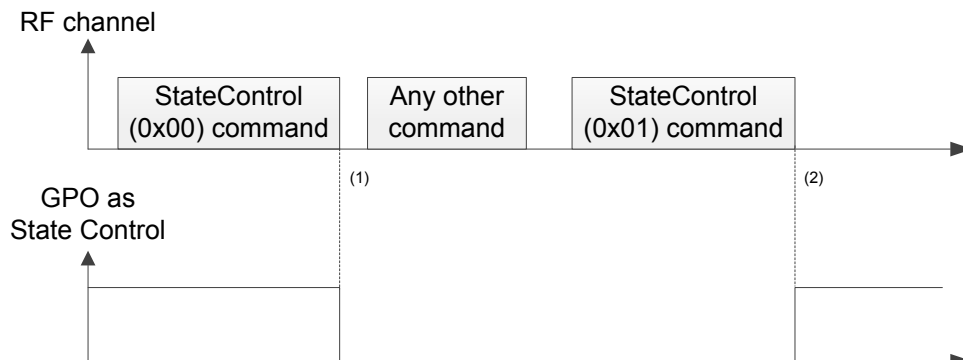 RF channel
StateControl
(0x00) command
Any other
command
StateControl
(0x01) command
(1)
(2)
GPO as
State Control